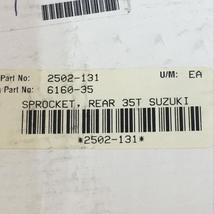 Part No: 2502-131 U/M: EA
Part No: 6160-35
SPROCKET, REAR 35T SUZUKI
*2502-131*